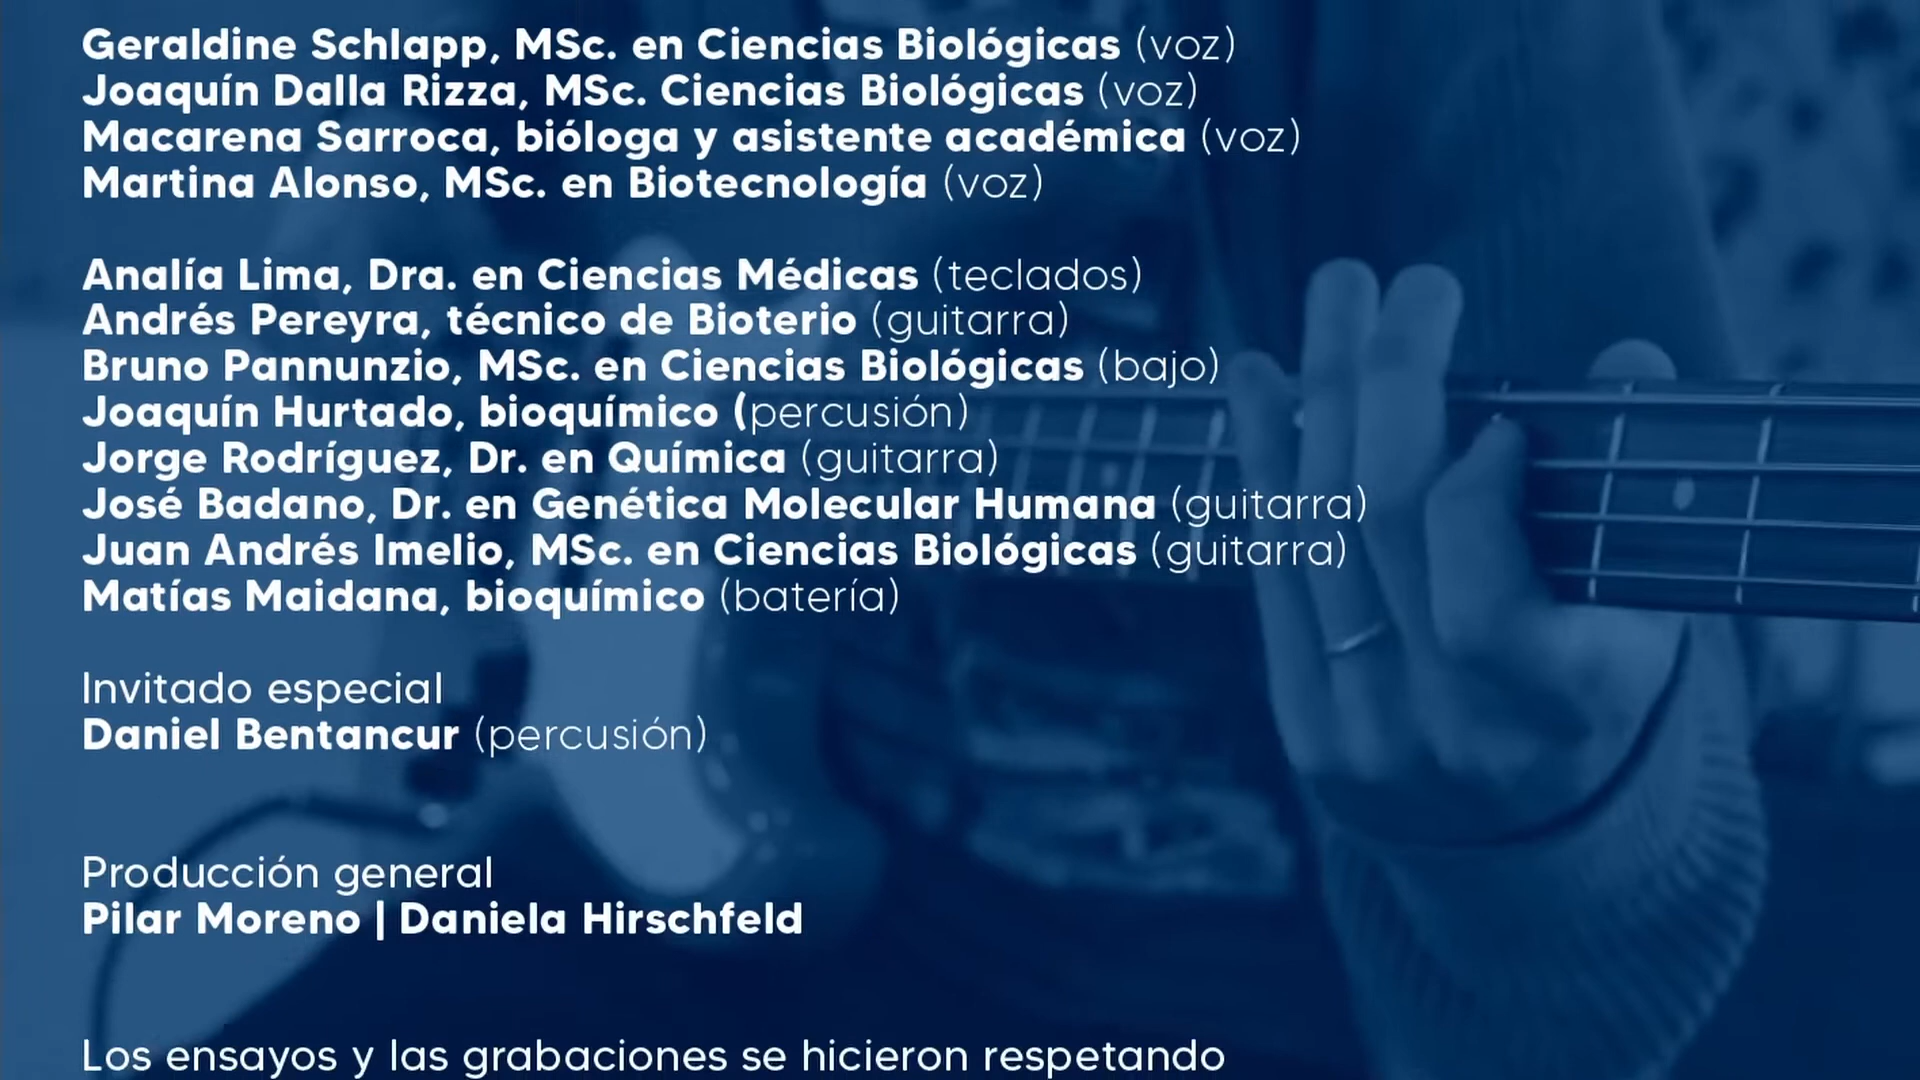 Geraldine Schlapp, MSc. en Ciencias Biológicas (voz)
Joaquín Dalla Rizza, MSc. Ciencias Biológicas (voz)
Macarena Sarroca, bióloga y asistente académica (voz)
Martina Alonso, MSc. en Biotecnología (voz)
Analía Lima, Dra. en Ciencias Médicas (teclados)
Andrés Pereyra, técnico de Bioterio (guitarra)
Bruno Pannunzio, MSc. en Ciencias Biológicas (bajo)
Joaquín Hurtado, bioquímico (percusión)
Jorge Rodríguez, Dr. en Química (guitarra)
José Badano, Dr. en Genética Molecular Humana (guitarra)
Juan Andrés Imelio, MSc. en Ciencias Biológicas (guitarra)
Matías Maidana, bioquímico (batería)
Invitado especial
Daniel Bentancur (percusión)
Producción general
Pilar Moreno | Daniela Hirschfeld
Los ensayos y las grabaciones se hicieron respetando